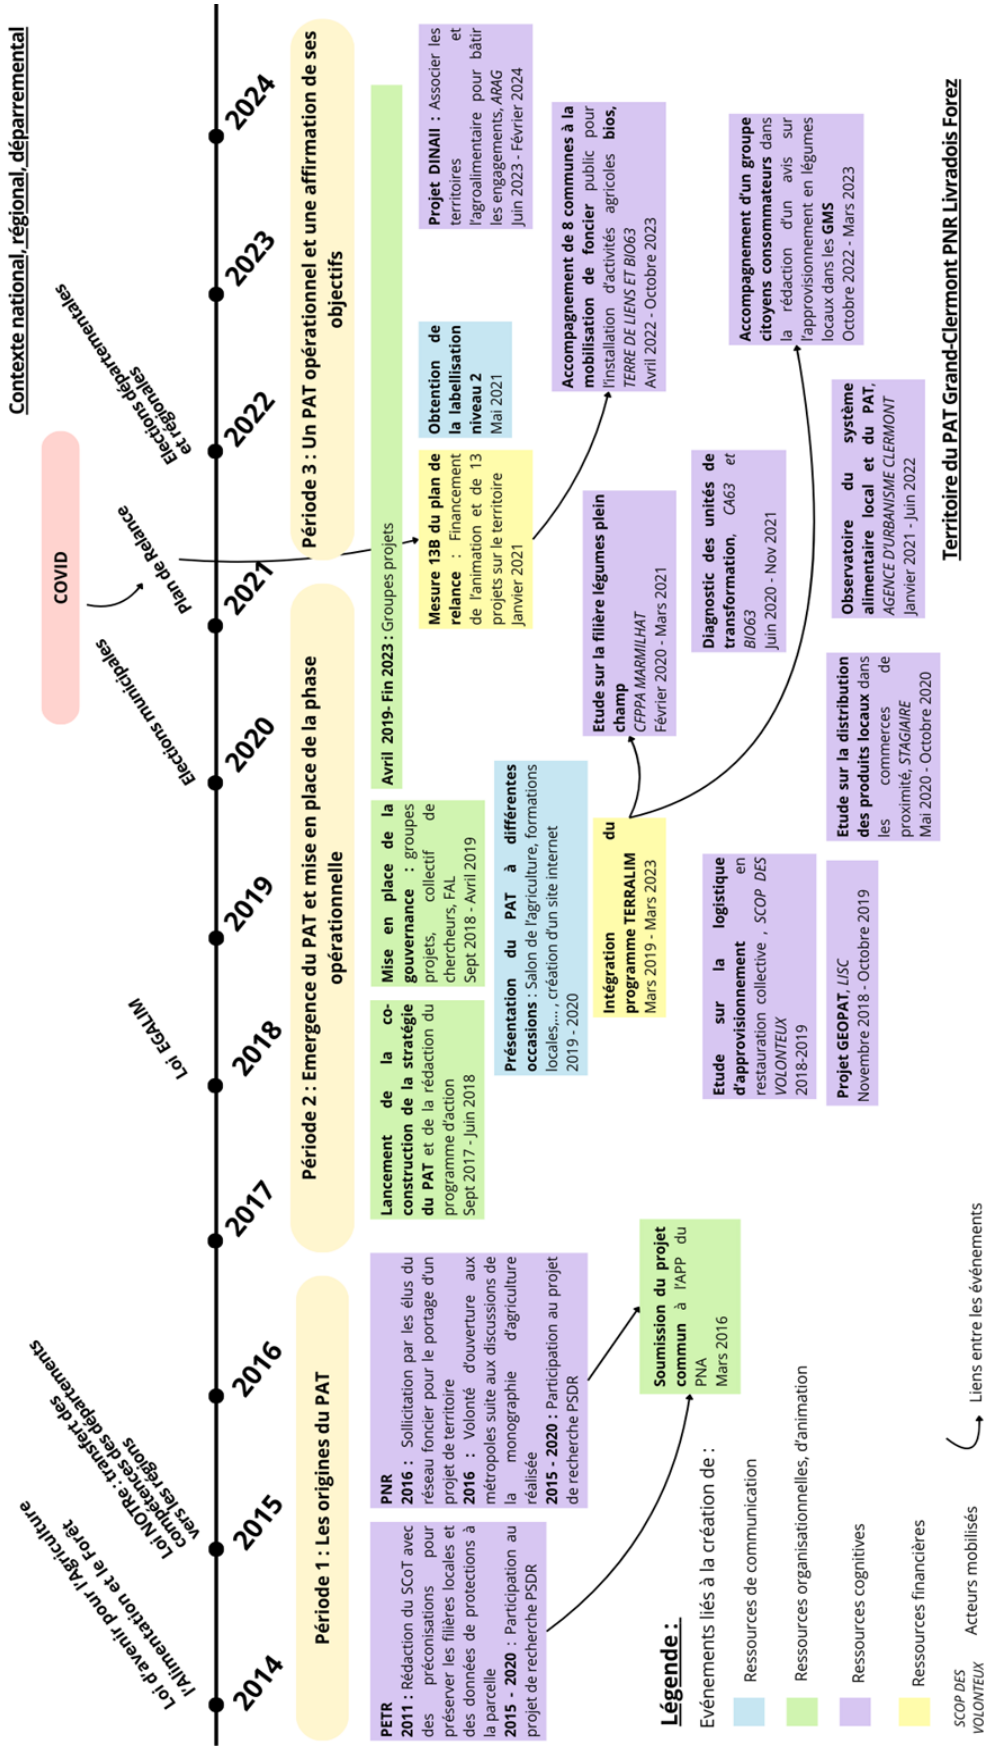 Contexte national, régional, départemental
COVID
Loi d'avenir pour l'Agriculture
l'Alimentation et le Forêt
Loi NOTRe : transfert des
compétences des départements
vers les régions
Loi EGALIM
Elections municipales
Plan de Relance
Elections départementales
et régionales
2014
2015
2016
2017
2018
2019
2020
2021
2022
2023
2024
Période 1 : Les origines du PAT
Période 2 : Emergence du PAT et mise en place de la phase
opérationnelle
Période 3 : Un PAT opérationnel et une affirmation de ses
objectifs
PETR
2011 : Rédaction du SCoT avec
des préconisations pour
préserver les filières locales et
des données de protections à
la parcelle
2015 - 2020 : Participation au
projet de recherche PSDR
PNR
2016 : Sollicitation par les élus du
réseau foncier pour le portage d'un
projet de territoire
2016 : Volonté d'ouverture aux
métropoles suite aux discussions de
la monographie d'agriculture
réalisée
2015 - 2020 : Participation au projet
de recherche PSDR
Soumission du projet
commun à l'APP du
PNA
Mars 2016
Lancement de la co-
construction de la stratégie
du PAT et de la rédaction du
programme d'action
Sept 2017 - Juin 2018
Mise en place de la
gouvernance : groupes
projets, collectif de
chercheurs, FAL
Sept 2018 - Avril 2019
Avril 2019- Fin 2023 : Groupes projets
Présentation du PAT à différentes
occasions : Salon de l'agriculture, formations
locales,... , création d'un site internet
2019 - 2020
Intégration du
programme TERRALIM
Mars 2019 - Mars 2023
Etude sur la logistique
d'approvisionnement en
restauration collective , SCOP DES
VOLONTEUX
2018-2019
Projet GEOPAT, LISC
Novembre 2018 - Octobre 2019
Mesure 13B du plan de
relance : Financement
de l'animation et de 13
projets sur le territoire
Janvier 2021
Obtention de
la labellisation
niveau 2
Mai 2021
Projet DINAII : Associer les
territoires et
l'agroalimentaire pour bâtir
les engagements, ARAG
Juin 2023 - Février 2024
Etude sur la filière légumes plein
champ
CFPPA MARMILHAT
Février 2020 - Mars 2021
Accompagnement de 8 communes à la
mobilisation de foncier public pour
l'installation d'activités agricoles bios,
TERRE DE LIENS ET BIO63
Avril 2022 - Octobre 2023
Diagnostic des unités de
transformation, CA63 et
BIO63
Juin 2020 - Nov 2021
Accompagnement d'un groupe
citoyens consommateurs dans
la rédaction d'un avis sur
l'approvisionnement en légumes
locaux dans les GMS
Octobre 2022 - Mars 2023
Etude sur la distribution
des produits locaux dans
les commerces de
proximité, STAGIAIRE
Mai 2020 - Octobre 2020
Observatoire du système
alimentaire local et du PAT,
AGENCE D'URBANISME CLERMONT
Janvier 2021 - Juin 2022
Territoire du PAT Grand-Clermont PNR Livradois Forez
Légende :
Evénements liés à la création de :
Ressources de communication
Ressources organisationnelles, d'animation
Ressources cognitives
Ressources financières
SCOP DES
VOLONTEUX
Acteurs mobilisés
Liens entre les événements